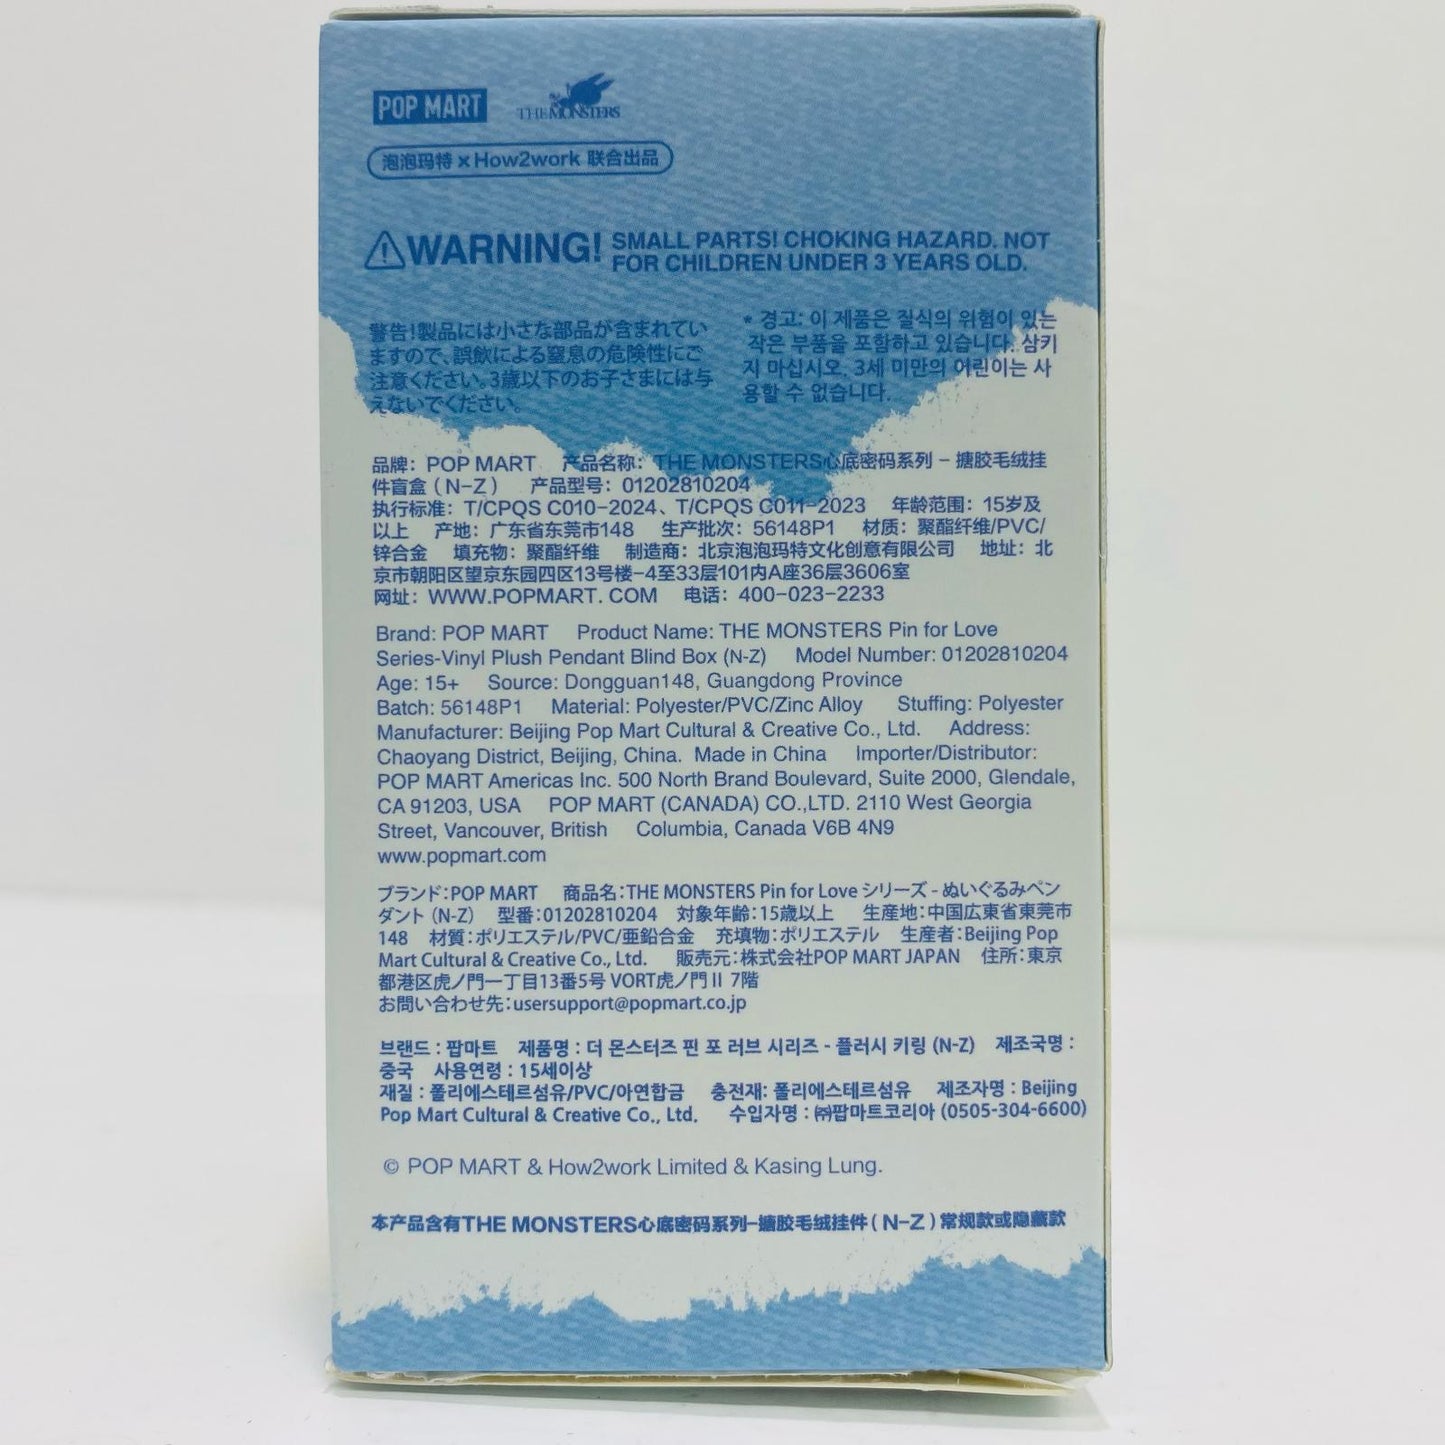 POP MART THE MONSTERS
泡泡玛特 × How2work 联合出品
WARNING! SMALL PARTS! CHOKING HAZARD. NOT
FOR CHILDREN UNDER 3 YEARS OLD.
警告!製品には小さな部品が含まれてい
ますので、誤飲による窒息の危険性にご
注意ください。3歳以下のお子さまには与
えないでください。
* 경고: 이 제품은 질식의 위험이 있는
작은 부품을 포함하고 있습니다. 삼키
지 마십시오. 3세 미만의 어린이는 사
용할 수 없습니다.
品牌：POP MART 产品名称：THE MONSTERS心底密码系列－搪胶毛绒挂
件盲盒（N-Z） 产品型号：01202810204
执行标准：T/CPQS C010-2024、T/CPQS C011-2023 年龄范围：15岁及
以上 产地：广东省东莞市148 生产批次：56148P1 材质：聚酯纤维/PVC/
锌合金 填充物：聚酯纤维 制造商：北京泡泡玛特文化创意有限公司 地址：北
京市朝阳区望京东园四区13号楼-4至33层101内A座36层3606室
网址：WWW.POPMART. COM 电话：400-023-2233
Brand: POP MART Product Name: THE MONSTERS Pin for Love
Series-Vinyl Plush Pendant Blind Box (N-Z) Model Number: 01202810204
Age: 15+ Source: Dongguan148, Guangdong Province
Batch: 56148P1 Material: Polyester/PVC/Zinc Alloy Stuffing: Polyester
Manufacturer: Beijing Pop Mart Cultural & Creative Co., Ltd. Address:
Chaoyang District, Beijing, China. Made in China Importer/Distributor:
POP MART Americas Inc. 500 North Brand Boulevard, Suite 2000, Glendale,
CA 91203, USA POP MART (CANADA) CO.,LTD. 2110 West Georgia
Street, Vancouver, British Columbia, Canada V6B 4N9
www.popmart.com
ブランド：POP MART 商品名：THE MONSTERS Pin for Love シリーズ - ぬいぐるみペン
ダント（N-Z） 型番：01202810204 対象年齢：15歳以上 生産地：中国広東省東莞市
148 材質：ポリエステル/PVC/亜鉛合金 充填物：ポリエステル 生産者：Beijing Pop
Mart Cultural & Creative Co., Ltd. 販売元：株式会社POP MART JAPAN 住所：東京
都港区虎ノ門一丁目13番5号 VORT虎ノ門Ⅱ 7階
お問い合わせ先：usersupport@popmart.co.jp
브랜드 : 팝마트 제품명 : 더 몬스터즈 핀 포 러브 시리즈 - 플러시 키링 (N-Z) 제조국명 :
중국 사용연령 : 15세이상
재질 : 폴리에스테르섬유/PVC/아연합금 충전재: 폴리에스테르섬유 제조자명 : Beijing
Pop Mart Cultural & Creative Co., Ltd. 수입자명 : ㈜팝마트코리아 (0505-304-6600)
© POP MART & How2work Limited & Kasing Lung.
本产品含有THE MONSTERS心底密码系列-搪胶毛绒挂件（N-Z）常规款或隐藏款